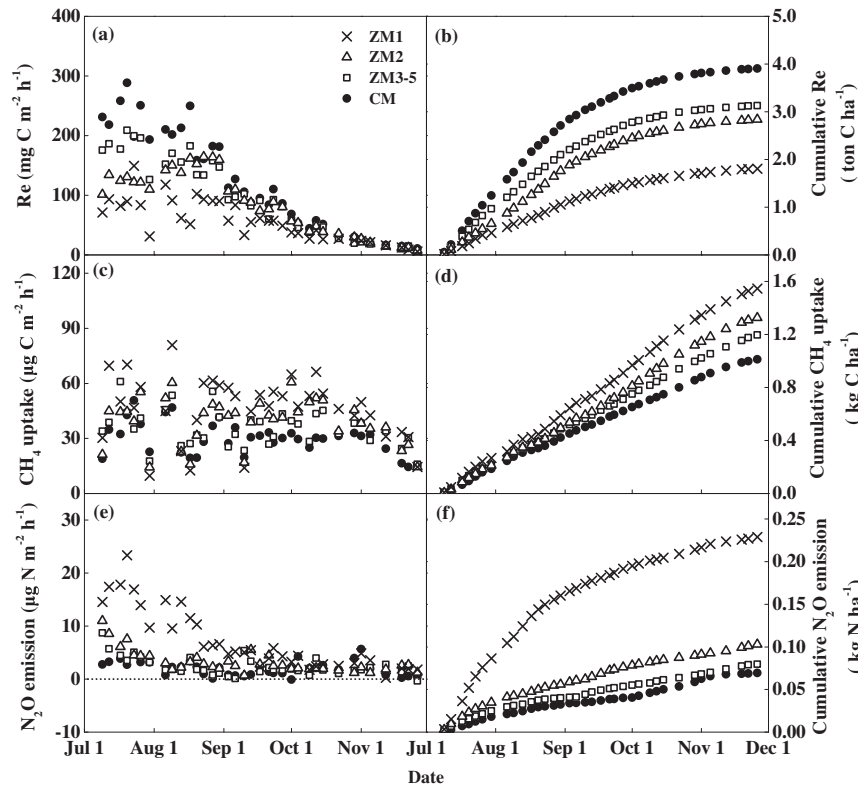 (a)
ZM1
ZM2
ZM3-5
CM
400
300
200
100
0
Re (mg C m⁻² h⁻¹)
(b)
5.0
4.0
3.0
2.0
1.0
0.0
Cumulative Re
( ton C ha⁻¹)
(c)
120
90
60
30
0
CH₄ uptake (μg C m⁻² h⁻¹)
(d)
1.6
1.2
0.8
0.4
0.0
Cumulative CH₄ uptake
( kg C ha⁻¹)
(e)
30
20
10
0
-10
N₂O emission (μg N m⁻² h⁻¹)
(f)
0.25
0.20
0.15
0.10
0.05
0.00
Cumulative N₂O emission
( kg N ha⁻¹)
Jul 1 Aug 1 Sep 1 Oct 1 Nov 1 Jul 1 Aug 1 Sep 1 Oct 1 Nov 1 Dec 1
Date